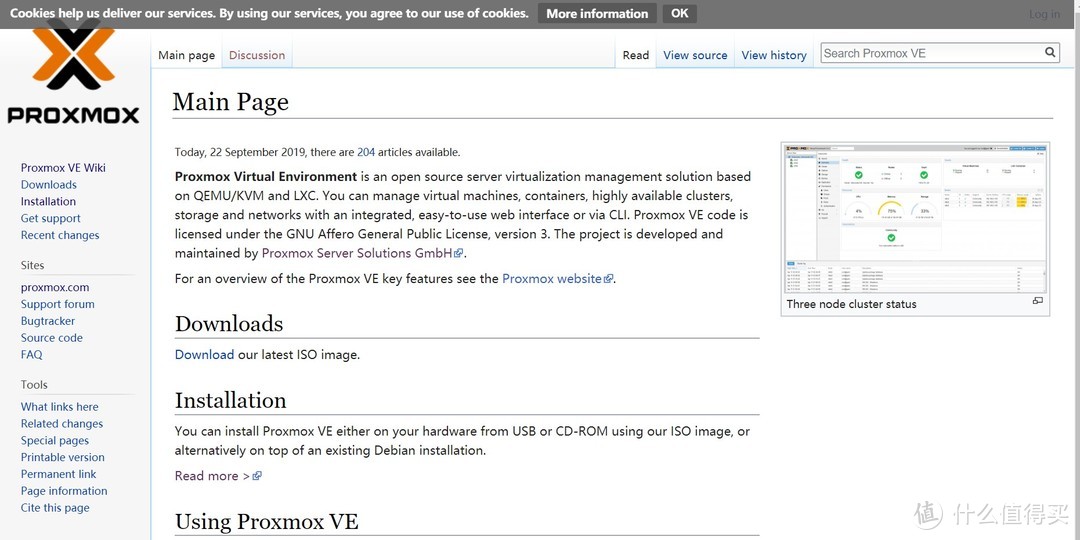 Cookies help us deliver our services. By using our services, you agree to our use of cookies. More information OK
Log in
PROXMOX
Main page Discussion Read View source View history Search Proxmox VE
Main Page
Proxmox VE Wiki
Downloads
Installation
Get support
Recent changes
Sites
proxmox.com
Support forum
Bugtracker
Source code
FAQ
Tools
What links here
Related changes
Special pages
Printable version
Permanent link
Page information
Cite this page
Today, 22 September 2019, there are 204 articles available.
Proxmox Virtual Environment is an open source server virtualization management solution based
on QEMU/KVM and LXC. You can manage virtual machines, containers, highly available clusters,
storage and networks with an integrated, easy-to-use web interface or via CLI. Proxmox VE code is
licensed under the GNU Affero General Public License, version 3. The project is developed and
maintained by Proxmox Server Solutions GmbH.
For an overview of the Proxmox VE key features see the Proxmox website.
Downloads
Download our latest ISO image.
Installation
You can install Proxmox VE either on your hardware from USB or CD-ROM using our ISO image, or
alternatively on top of an existing Debian installation.
Read more >
Using Proxmox VE
4% 75% 33%
Three node cluster status
值 什么值得买